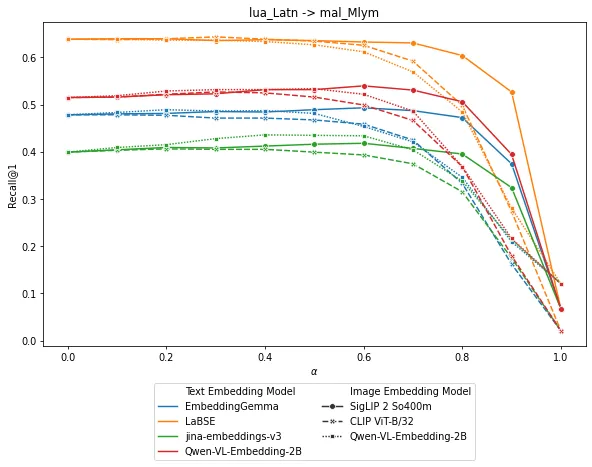 lua_Latn -> mal_Mlym
0.6
0.5
0.4
0.3
0.2
0.1
0.0
Recall@1
0.0 0.2 0.4 0.6 0.8 1.0
α
Text Embedding Model Image Embedding Model
EmbeddingGemma SigLIP 2 So400m
LaBSE CLIP ViT-B/32
jina-embeddings-v3 Qwen-VL-Embedding-2B
Qwen-VL-Embedding-2B